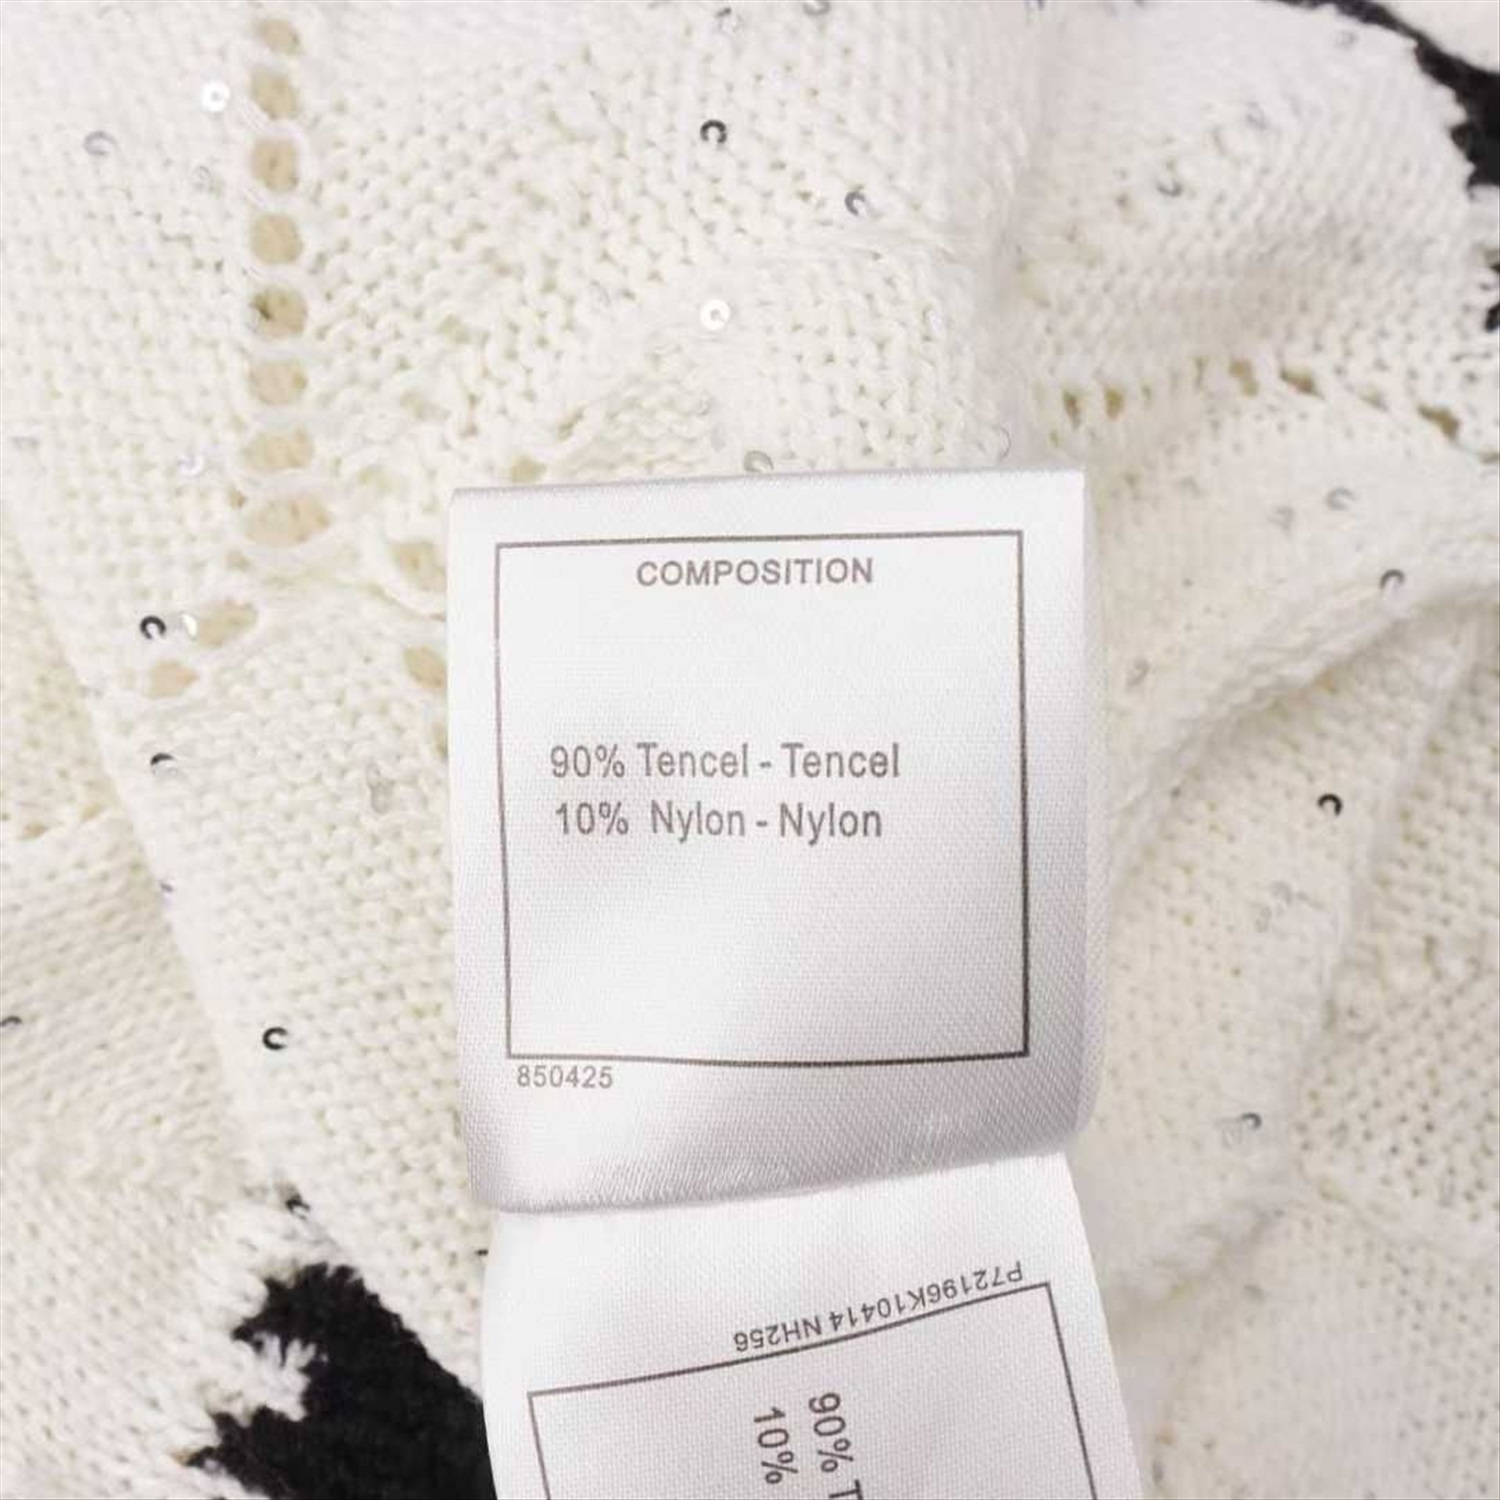 COMPOSITION
90% Tencel - Tencel
10% Nylon - Nylon
850425
P72196K10414 NH256
90% T
10%